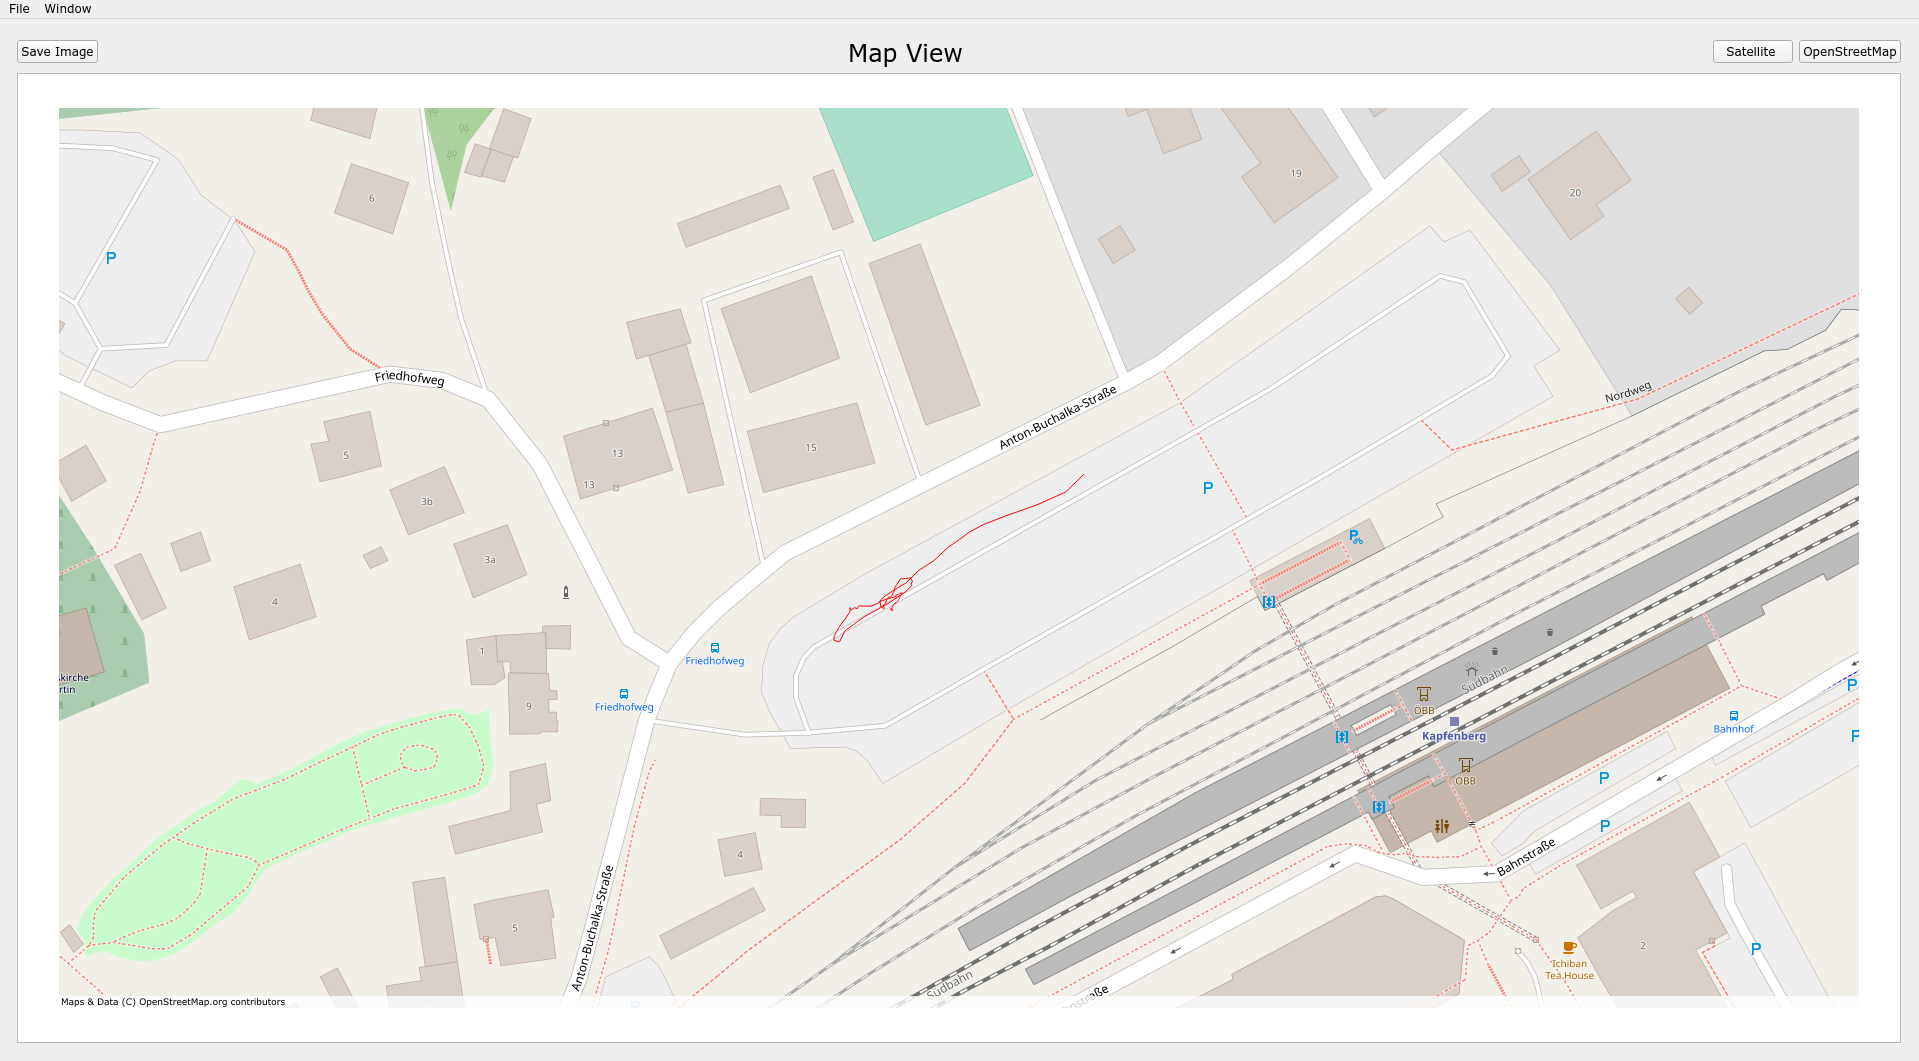 File Window
Save Image
Map View
Satellite
OpenStreetMap
19
20
6
P
Friedhofweg
Nordweg
Anton-Buchalka-Straße
5
13
15
13
P
3b
P
3a
4
1
Friedhofweg
kirche
rtin
Südbahn
P
Friedhofweg
9
ÖBB
Bahnhof
Kapfenberg
P
ÖBB
P
P
4
Bahnstraße
Anton-Buchalka-Straße
5
2
P
Ichiban
Tea House
Südbahn
nstraße
P
Maps & Data (C) OpenStreetMap.org contributors